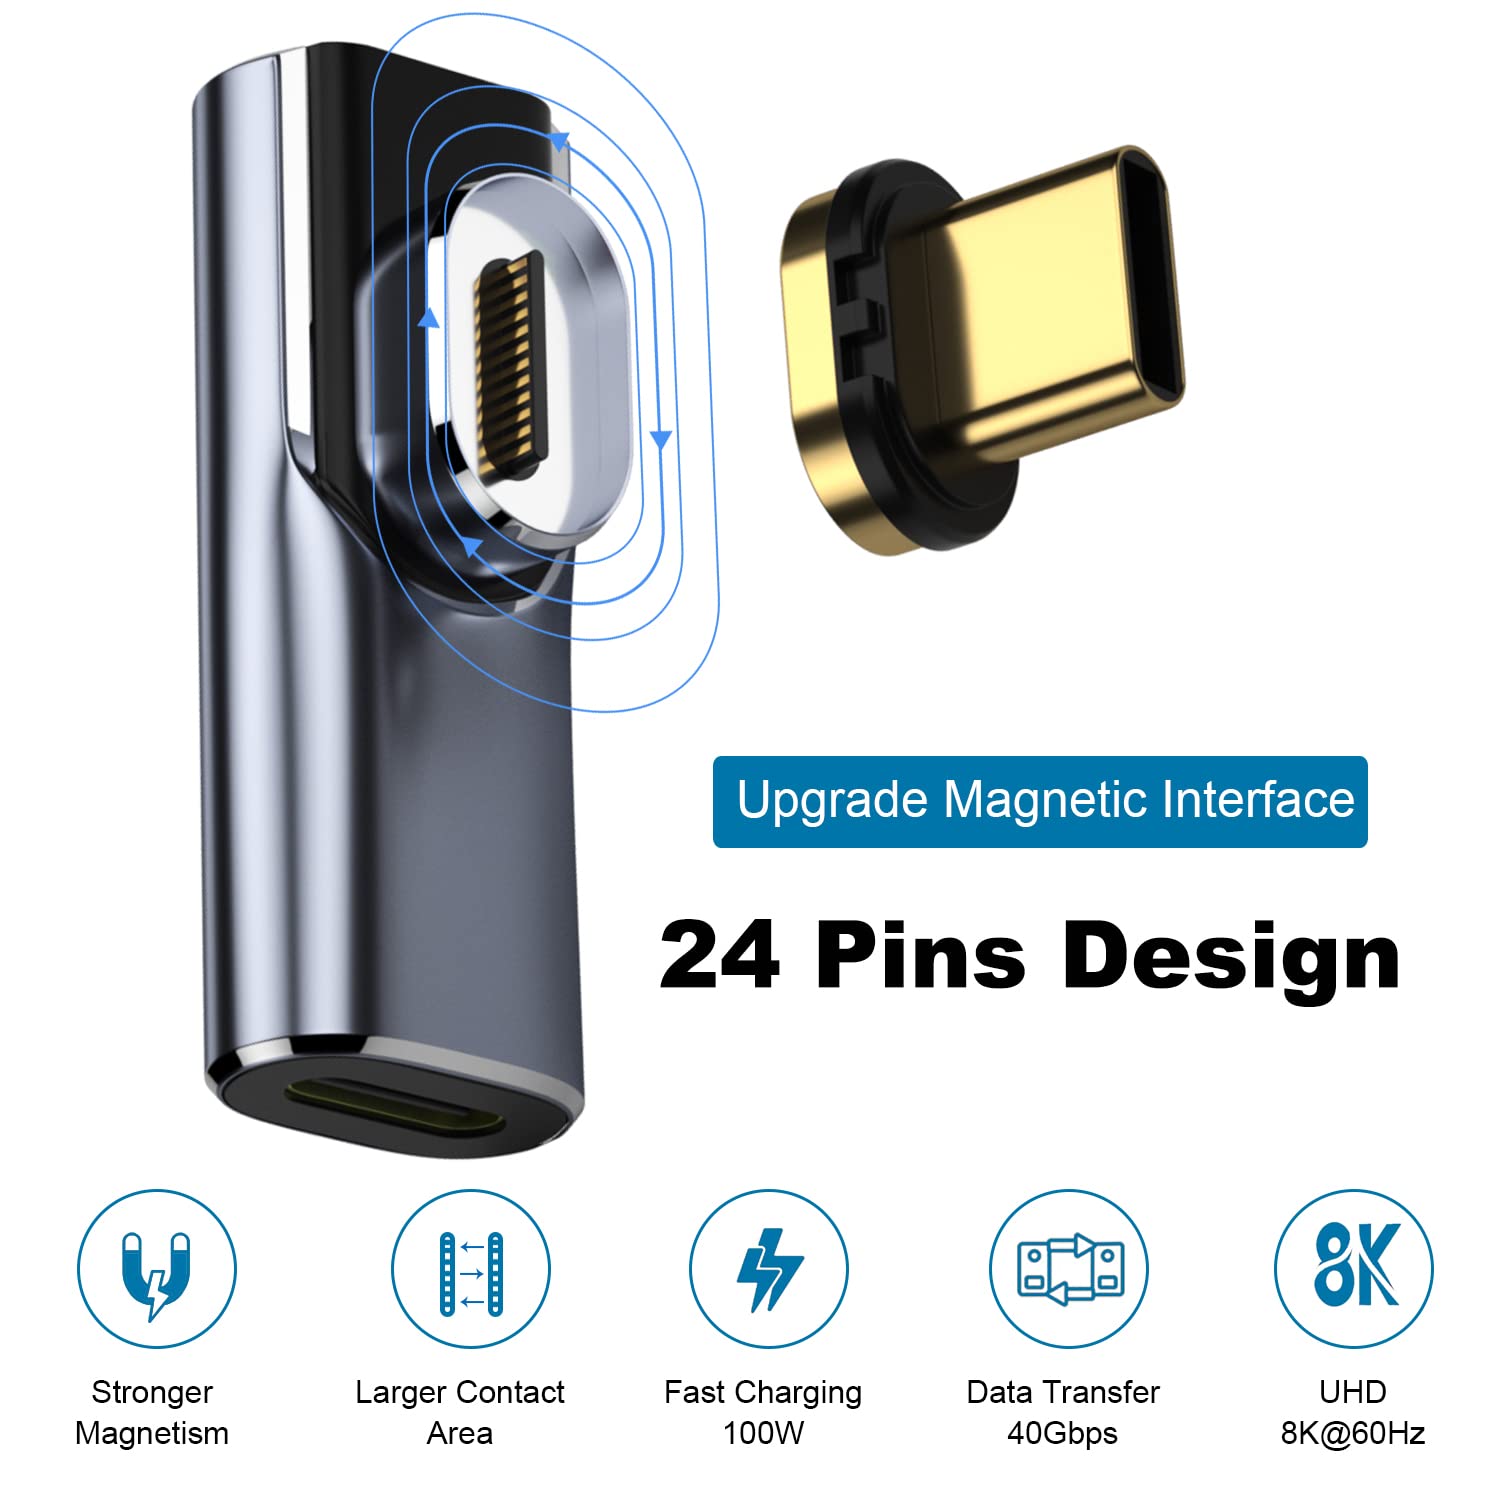 Upgrade Magnetic Interface
24 Pins Design
8K
Stronger
Magnetism
Larger Contact
Area
Fast Charging
100W
Data Transfer
40Gbps
UHD
8K@60Hz